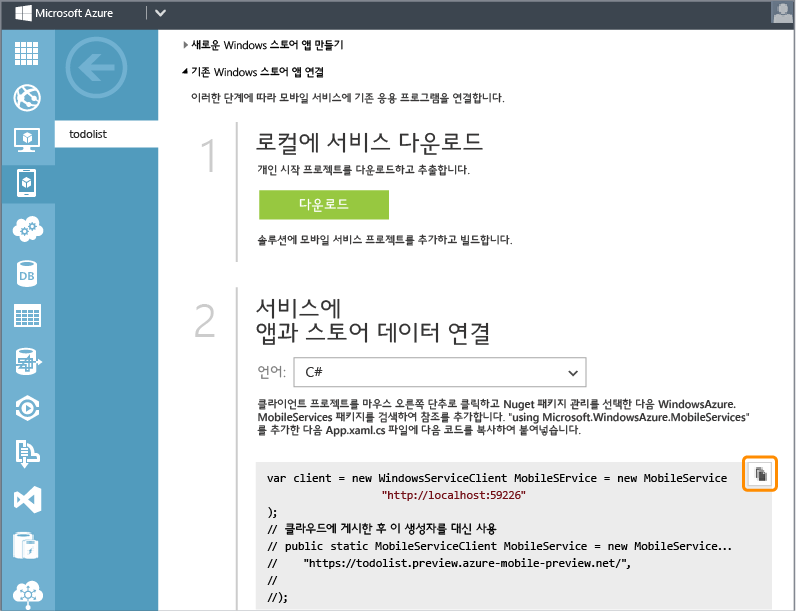 Microsoft Azure
새로운 Windows 스토어 앱 만들기
기존 Windows 스토어 앱 연결
이러한 단계에 따라 모바일 서비스에 기존 응용 프로그램을 연결합니다.
todolist
1
로컬에 서비스 다운로드
개인 시작 프로젝트를 다운로드하고 추출합니다.
다운로드
솔루션에 모바일 서비스 프로젝트를 추가하고 빌드합니다.
2
서비스에
앱과 스토어 데이터 연결
언어: C#
클라이언트 프로젝트를 마우스 오른쪽 단추로 클릭하고 Nuget 패키지 관리를 선택한 다음 WindowsAzure.
MobileServices 패키지를 검색하여 참조를 추가합니다. "using Microsoft.WindowsAzure.MobileServices"
를 추가한 다음 App.xaml.cs 파일에 다음 코드를 복사하여 붙여넣습니다.
var client = new WindowsServiceClient MobileSErvice = new MobileService
"http://localhost:59226"
);
// 클라우드에 게시한 후 이 생성자를 대신 사용
// public static MobileServiceClient MobileService = new MobileService...
// "https://todolist.preview.azure-mobile-preview.net/",
//
//);
DB